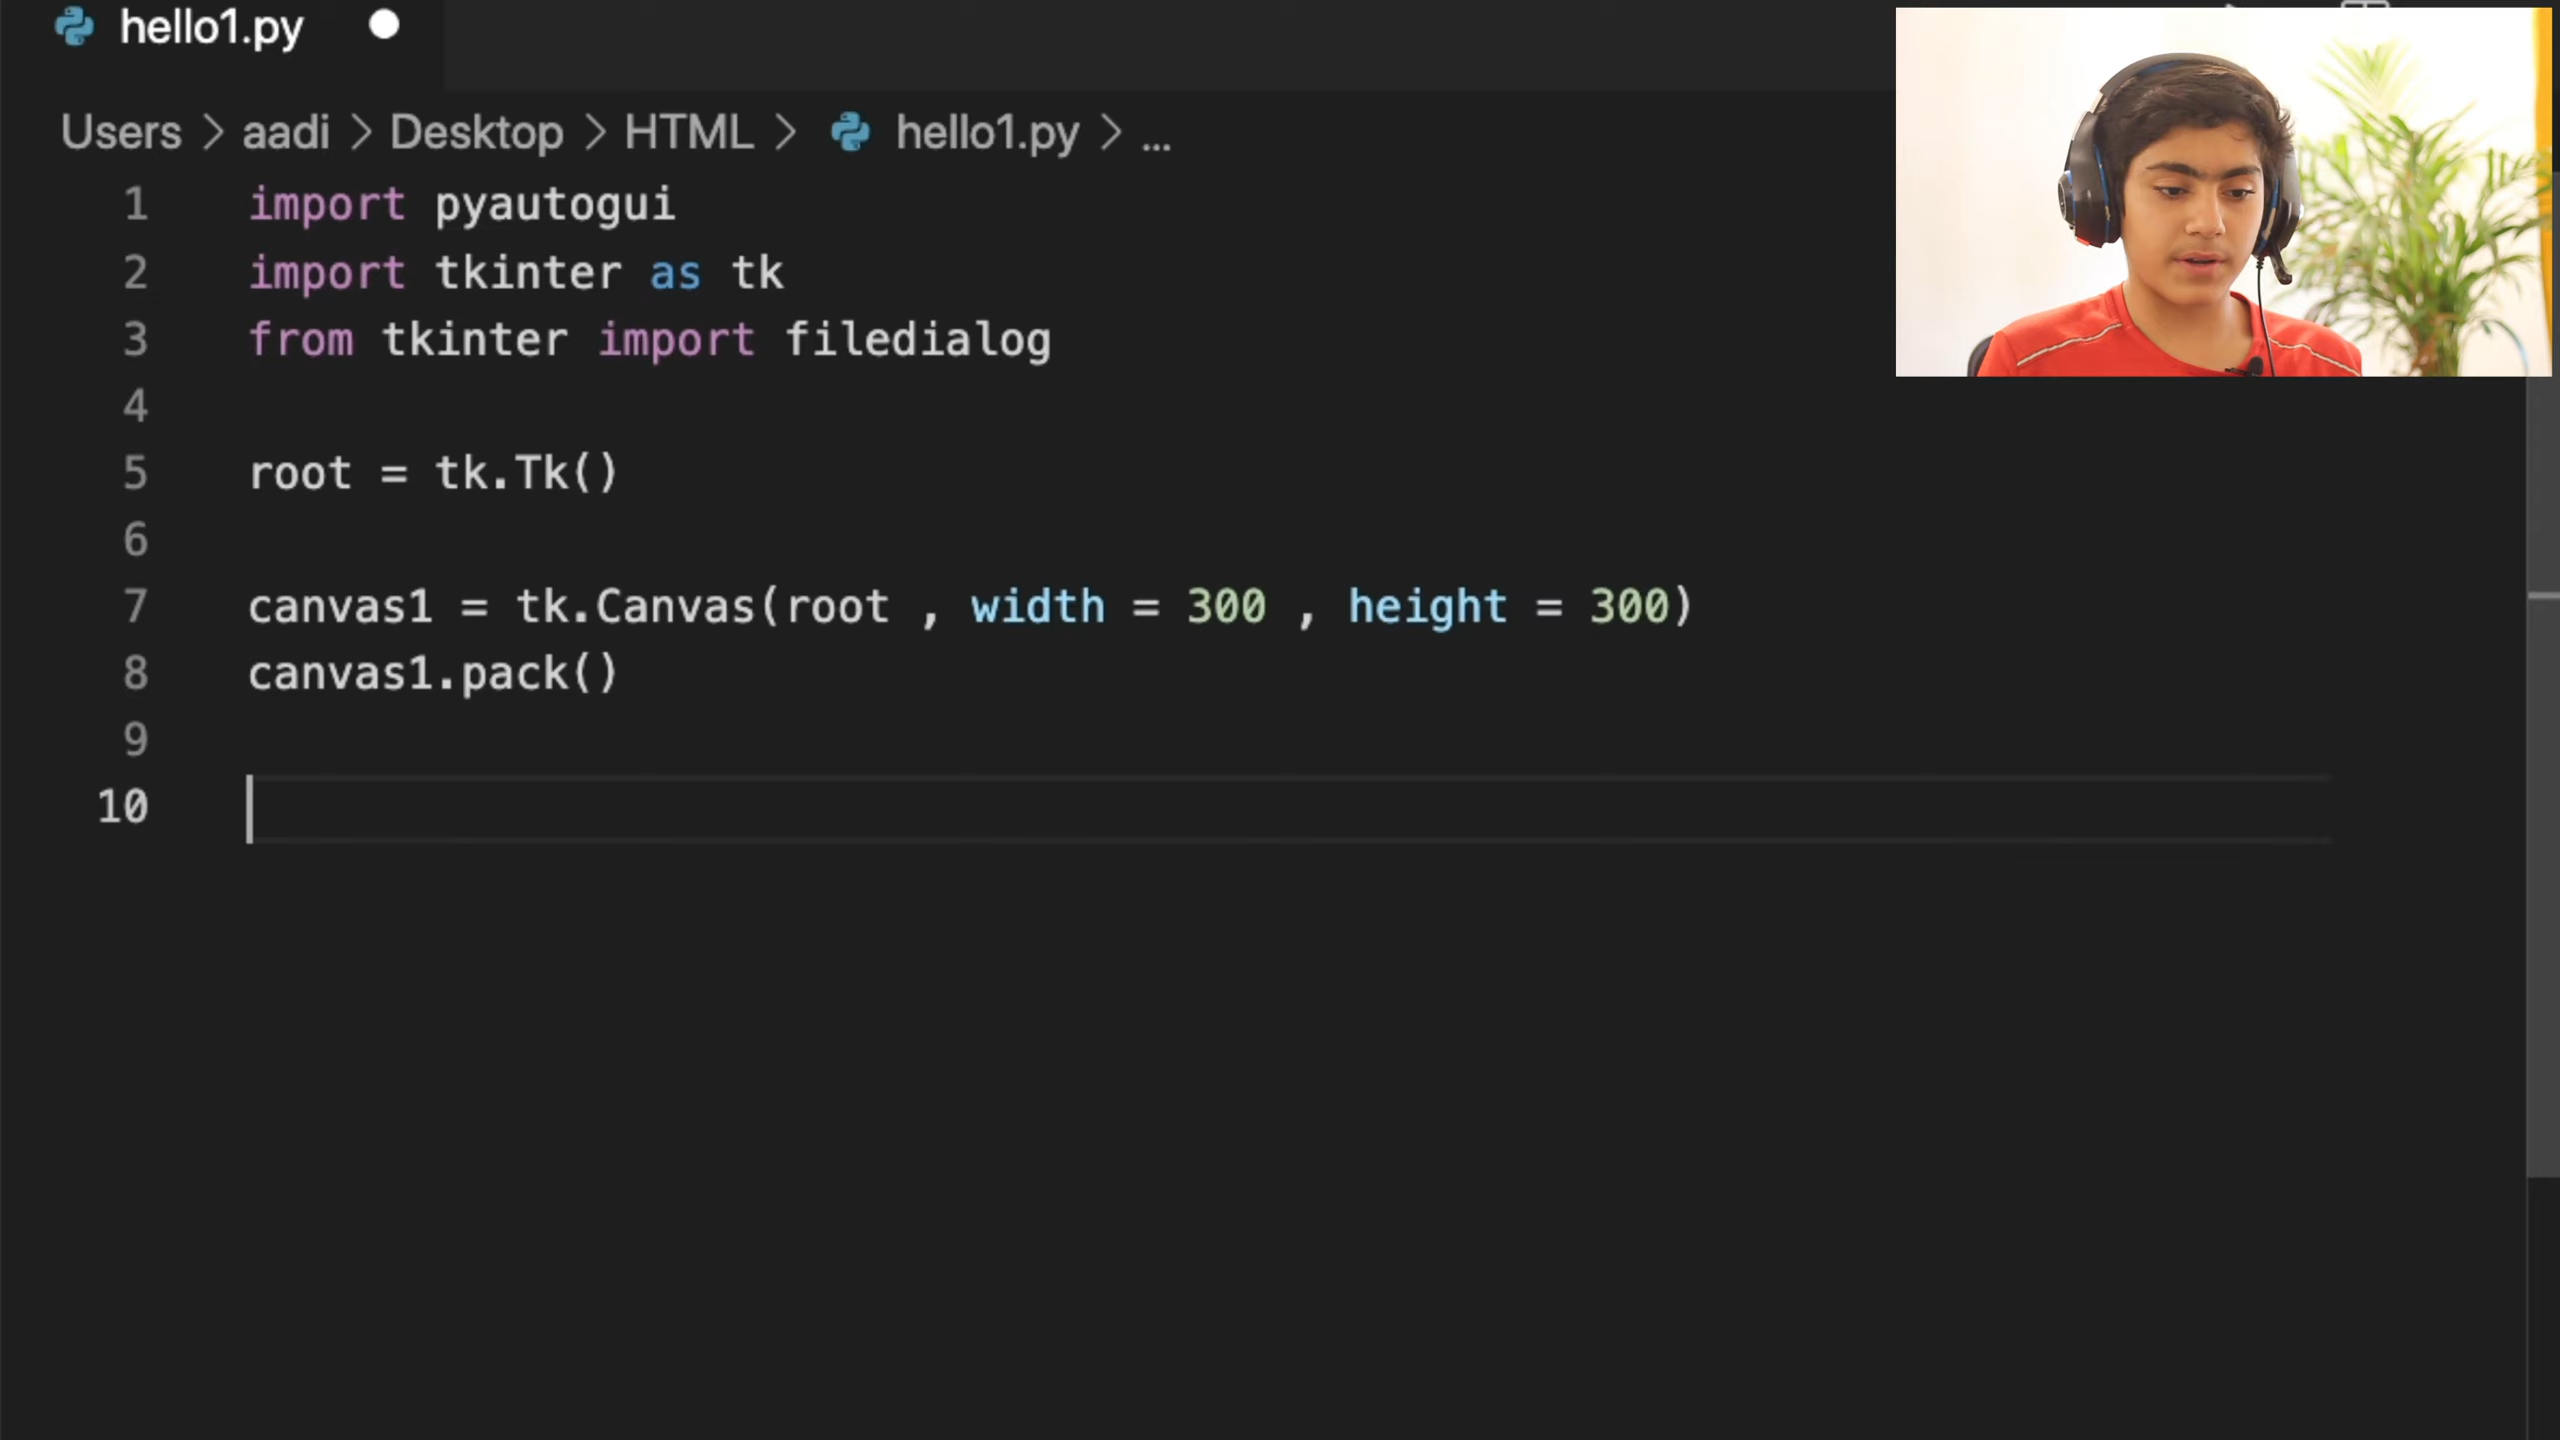 hello1.py
Users > aadi > Desktop > HTML > hello1.py > ...
1 import pyautogui
2 import tkinter as tk
3 from tkinter import filedialog
4
5 root = tk.Tk()
6
7 canvas1 = tk.Canvas(root , width = 300 , height = 300)
8 canvas1.pack()
9
10